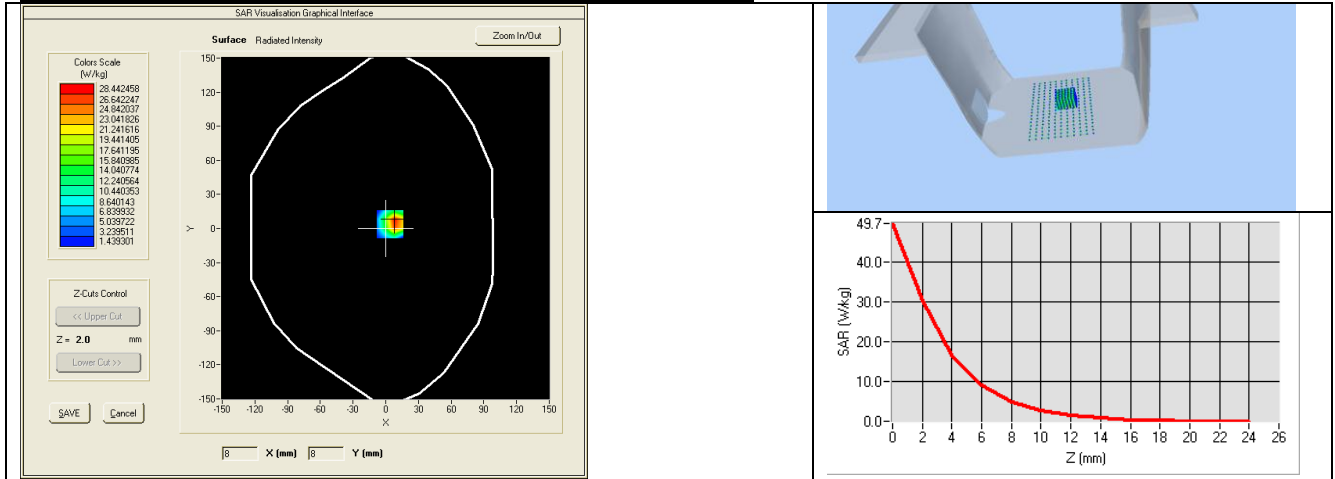 SAR Visualisation Graphical Interface
Surface Radiated Intensity
Zoom In/Out
Colors Scale
(W/kg)
28.442458
26.642247
24.842037
23.041826
21.241616
19.441405
17.641195
15.840985
14.040774
12.240564
10.440353
8.640143
6.839932
5.039722
3.239511
1.439301
Z-Cuts Control
<< Upper Cut
Z = 2.0 mm
Lower Cut >>
SAVE Cancel
150
120
90
60
30
0
-30
-60
-90
-120
-150
Y
-150 -120 -90 -60 -30 0 30 60 90 120 150
X
8 X (mm) 8 Y (mm)
49.7
40.0
30.0
20.0
10.0
0.0
SAR (W/kg)
0 2 4 6 8 10 12 14 16 18 20 22 24 26
Z (mm)